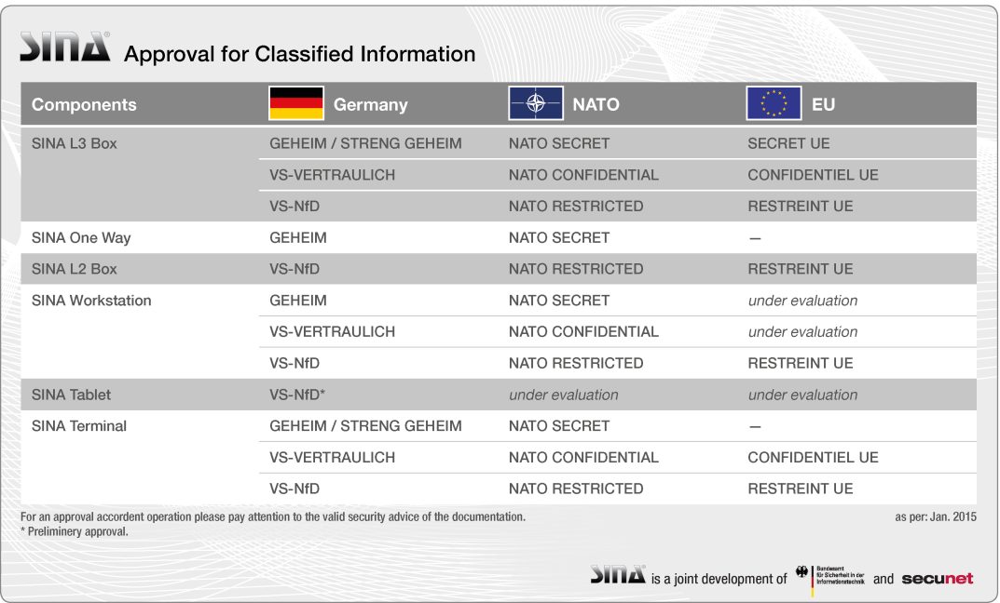 SINA® Approval for Classified Information
Components Germany NATO EU
SINA L3 Box GEHEIM / STRENG GEHEIM NATO SECRET SECRET UE
VS-VERTRAULICH NATO CONFIDENTIAL CONFIDENTIEL UE
VS-NfD NATO RESTRICTED RESTREINT UE
SINA One Way GEHEIM NATO SECRET —
SINA L2 Box VS-NfD NATO RESTRICTED RESTREINT UE
SINA Workstation GEHEIM NATO SECRET under evaluation
VS-VERTRAULICH NATO CONFIDENTIAL under evaluation
VS-NfD NATO RESTRICTED RESTREINT UE
SINA Tablet VS-NfD* under evaluation under evaluation
SINA Terminal GEHEIM / STRENG GEHEIM NATO SECRET —
VS-VERTRAULICH NATO CONFIDENTIAL CONFIDENTIEL UE
VS-NfD NATO RESTRICTED RESTREINT UE
For an approval accordent operation please pay attention to the valid security advice of the documentation. as per: Jan. 2015
* Preliminery approval.
SINA® is a joint development of Bundesamt für Sicherheit in der Informationstechnik and secunet